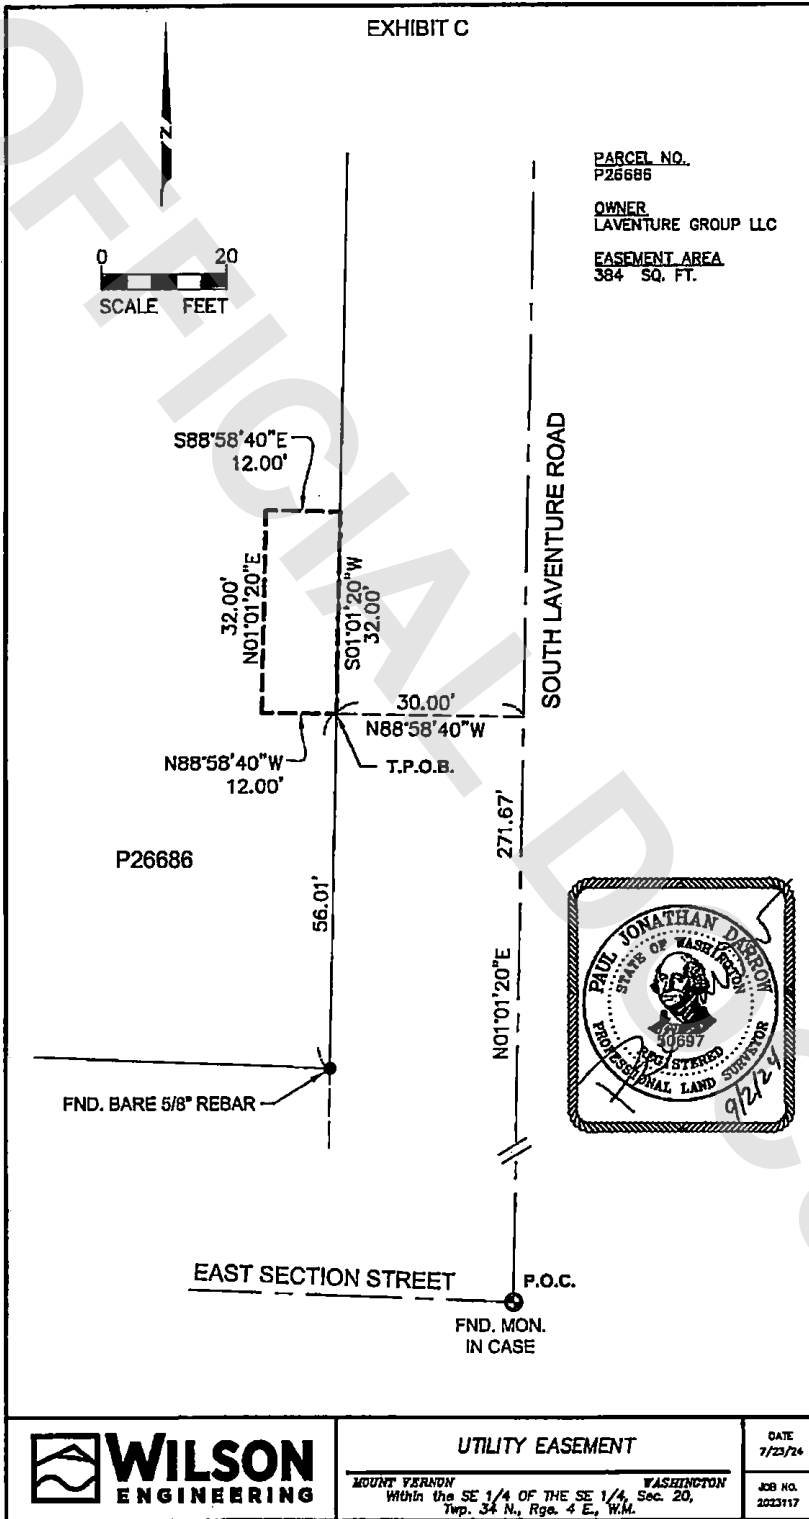 EXHIBIT C
N
PARCEL NO.
P26686
OWNER
LAVENTURE GROUP LLC
EASEMENT AREA
384 SQ. FT.
0 20
SCALE FEET
S88°58'40"E
12.00'
32.00'
N01°01'20"E
S01°01'20"W
32.00'
SOUTH LAVENTURE ROAD
30.00'
N88°58'40"W
N88°58'40"W
12.00'
T.P.O.B.
271.67'
P26686
56.01'
N01°01'20"E
PAUL JONATHAN DARROW
STATE OF WASHINGTON
50697
REGISTERED
PROFESSIONAL LAND SURVEYOR
9/2/24
FND. BARE 5/8" REBAR
EAST SECTION STREET
P.O.C.
FND. MON.
IN CASE
WILSON
ENGINEERING
UTILITY EASEMENT
MOUNT VERNON WASHINGTON
Within the SE 1/4 OF THE SE 1/4, Sec. 20,
Twp. 34 N., Rge. 4 E., W.M.
DATE
7/23/24
JOB NO.
2023117
OFFICIAL DOC